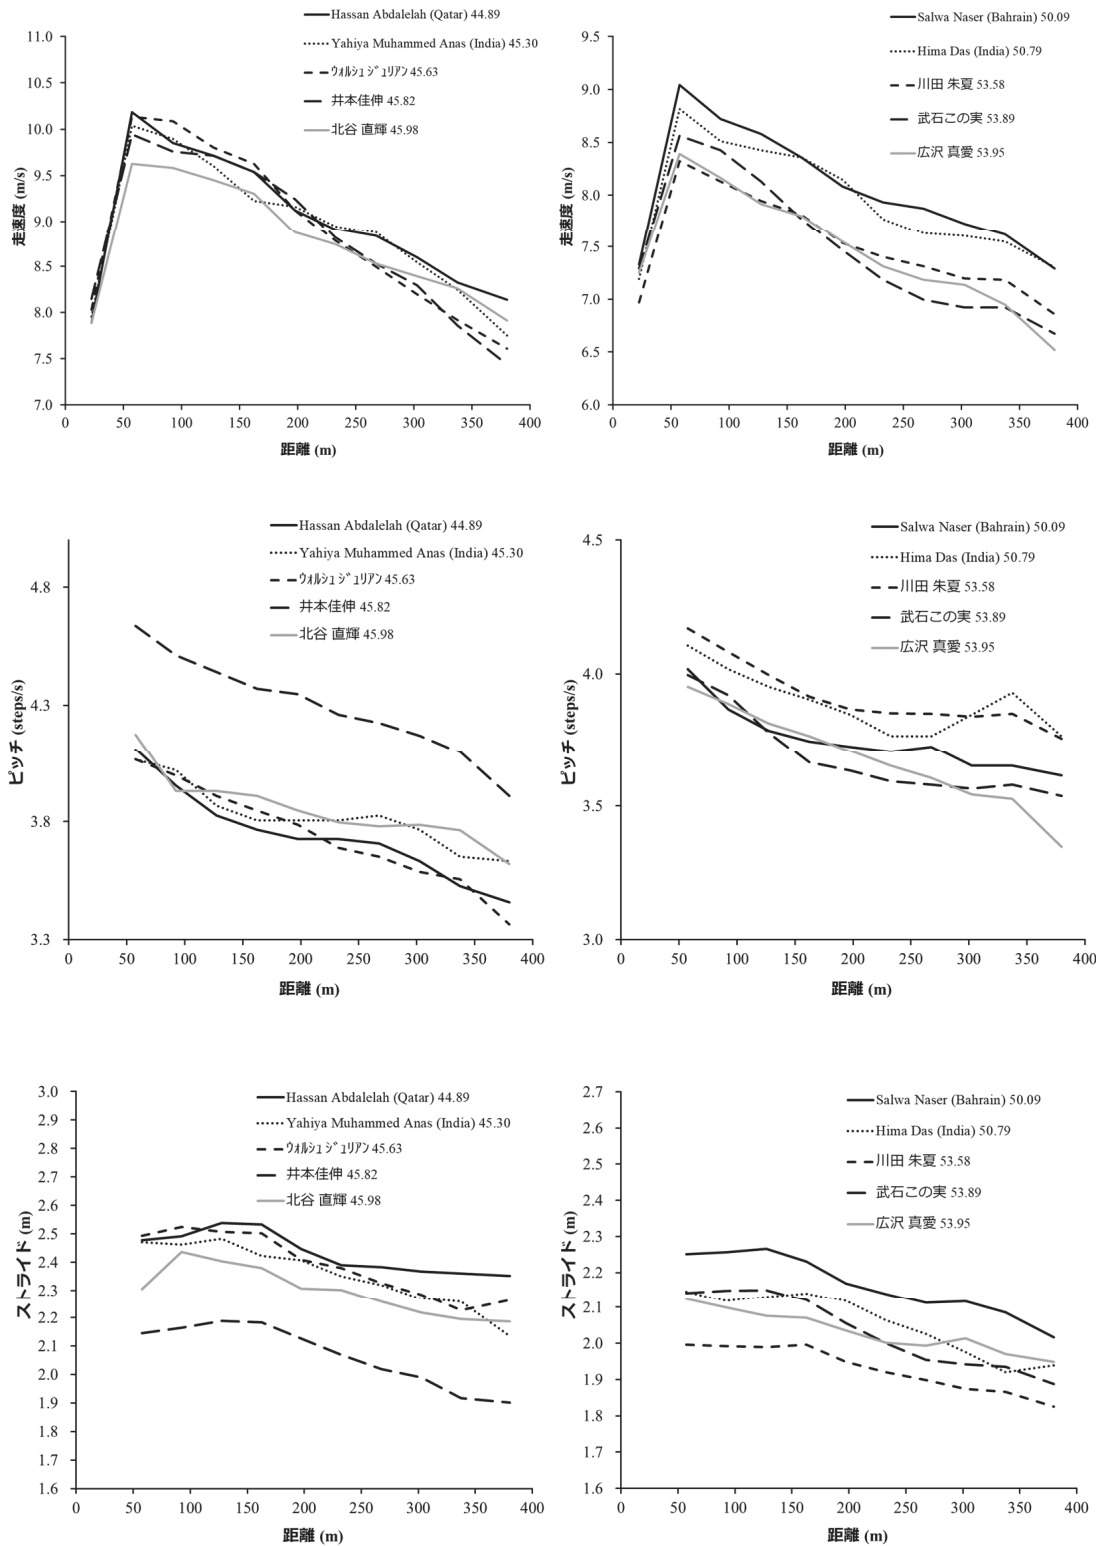 Hassan Abdalelah (Qatar) 44.89
Yahiya Muhammed Anas (India) 45.30
ｳｫﾙｼｭ ｼﾞｭﾘｱﾝ 45.63
井本佳伸 45.82
北谷 直輝 45.98
11.0
10.5
10.0
9.5
9.0
8.5
8.0
7.5
7.0
走速度 (m/s)
0 50 100 150 200 250 300 350 400
距離 (m)
Salwa Naser (Bahrain) 50.09
Hima Das (India) 50.79
川田 朱夏 53.58
武石この実 53.89
広沢 真愛 53.95
9.5
9.0
8.5
8.0
7.5
7.0
6.5
6.0
走速度 (m/s)
0 50 100 150 200 250 300 350 400
距離 (m)
Hassan Abdalelah (Qatar) 44.89
Yahiya Muhammed Anas (India) 45.30
ｳｫﾙｼｭ ｼﾞｭﾘｱﾝ 45.63
井本佳伸 45.82
北谷 直輝 45.98
4.8
4.3
3.8
3.3
ピッチ (steps/s)
0 50 100 150 200 250 300 350 400
距離 (m)
Salwa Naser (Bahrain) 50.09
Hima Das (India) 50.79
川田 朱夏 53.58
武石この実 53.89
広沢 真愛 53.95
4.5
4.0
3.5
3.0
ピッチ (steps/s)
0 50 100 150 200 250 300 350 400
距離 (m)
Hassan Abdalelah (Qatar) 44.89
Yahiya Muhammed Anas (India) 45.30
ｳｫﾙｼｭ ｼﾞｭﾘｱﾝ 45.63
井本佳伸 45.82
北谷 直輝 45.98
3.0
2.9
2.8
2.7
2.6
2.5
2.4
2.3
2.2
2.1
2.0
1.9
1.8
1.7
1.6
ストライド (m)
0 50 100 150 200 250 300 350 400
距離 (m)
Salwa Naser (Bahrain) 50.09
Hima Das (India) 50.79
川田 朱夏 53.58
武石この実 53.89
広沢 真愛 53.95
2.7
2.6
2.5
2.4
2.3
2.2
2.1
2.0
1.9
1.8
1.7
1.6
ストライド (m)
0 50 100 150 200 250 300 350 400
距離 (m)